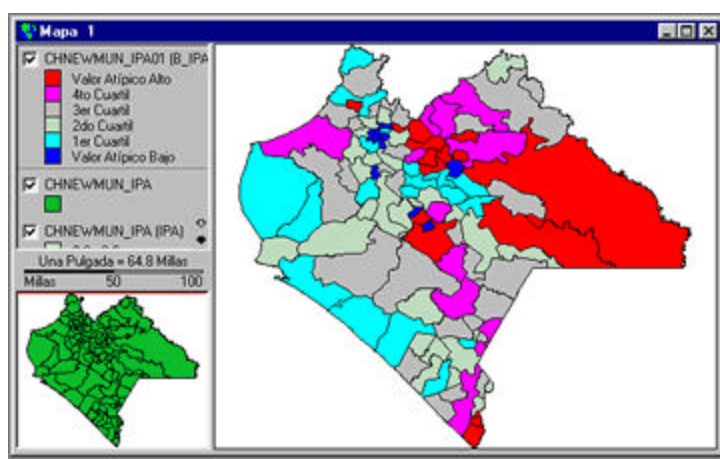 Mapa 1
CHNEWMUN_IPA01 (B_IPA
Valor Atípico Alto
4to Cuartil
3er Cuartil
2do Cuartil
1er Cuartil
Valor Atípico Bajo
CHNEWMUN_IPA
CHNEWMUN_IPA (IPA)
Una Pulgada = 64.8 Millas
Millas 50 100